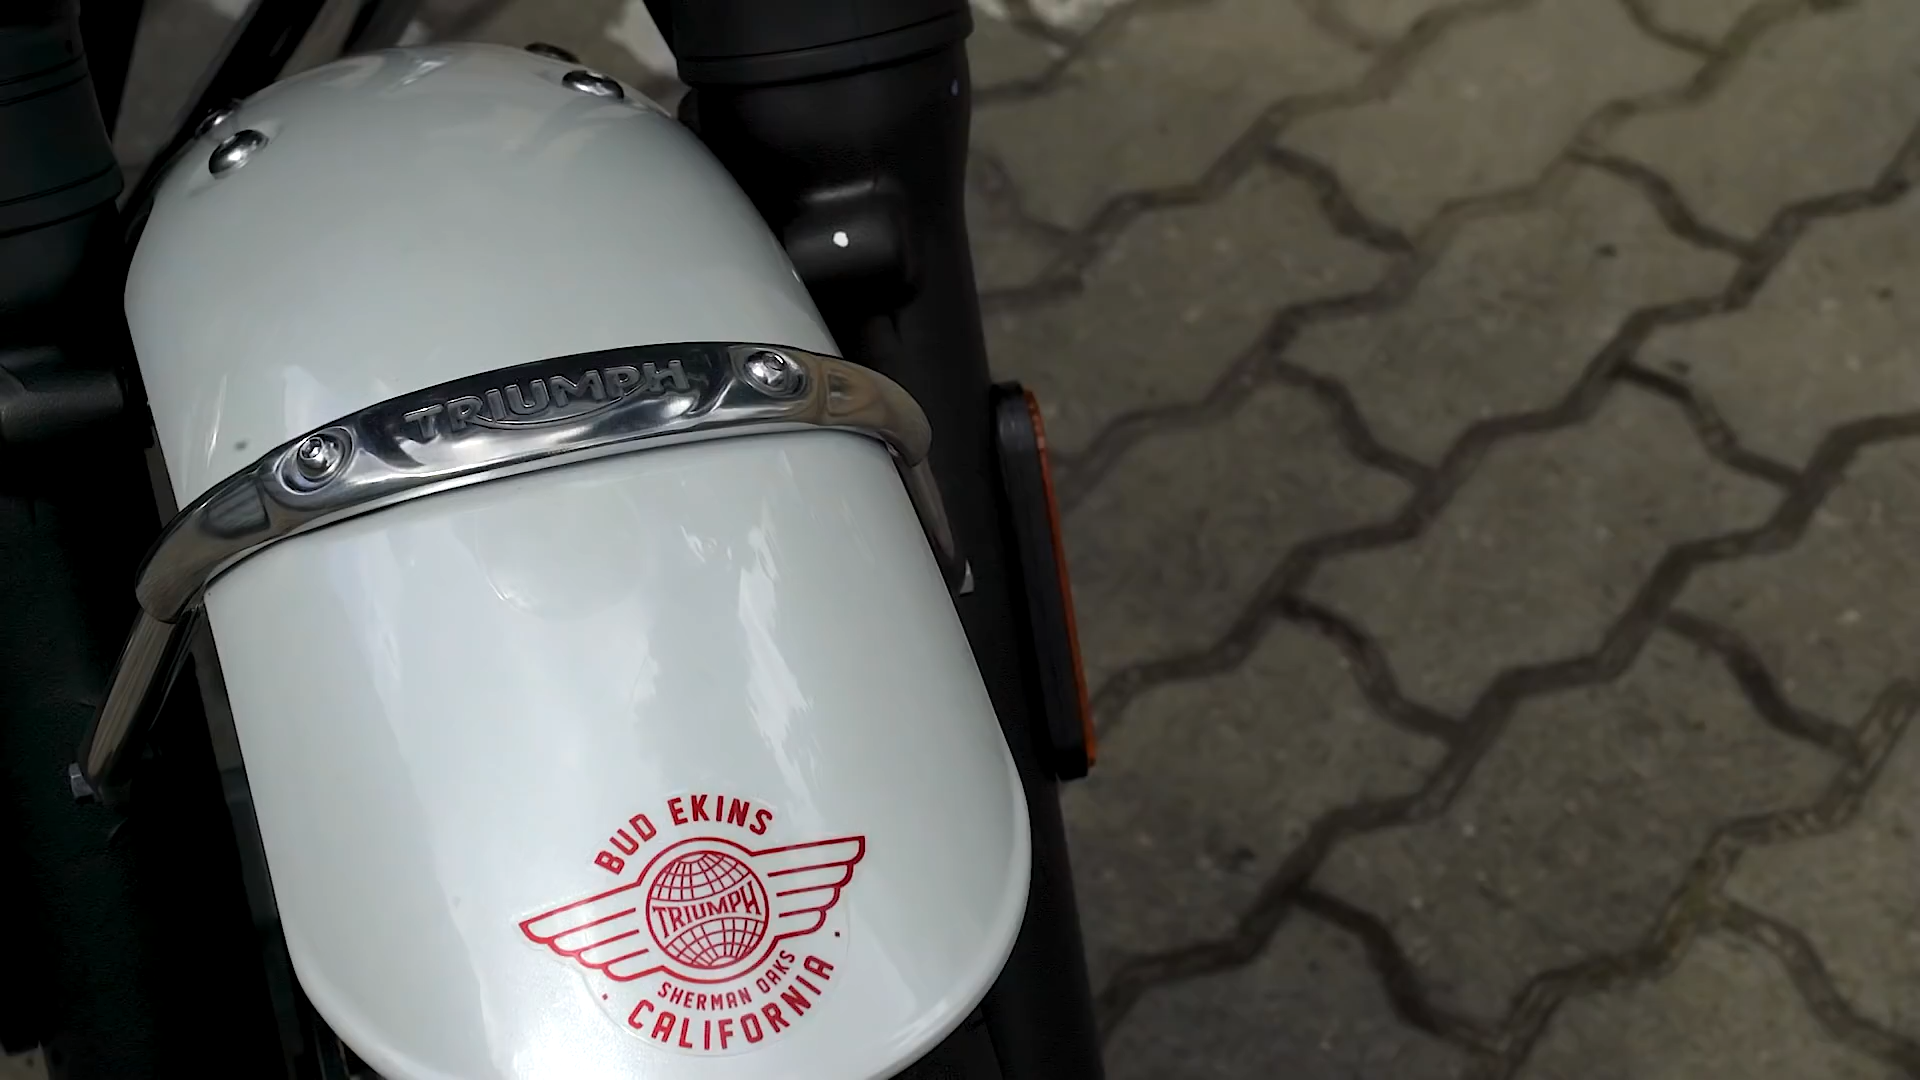 TRIUMPH
BUD EKINS
TRIUMPH
SHERMAN OAKS
CALIFORNIA